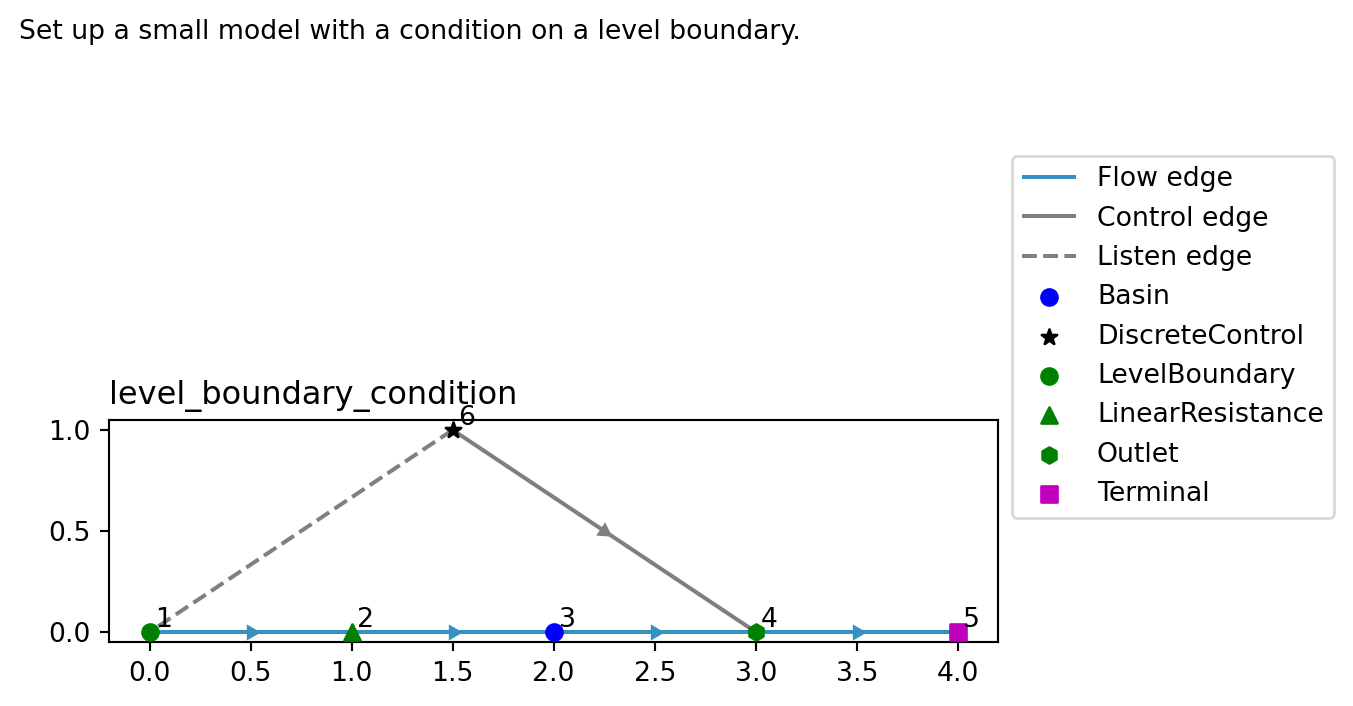 Set up a small model with a condition on a level boundary.
Flow edge
Control edge
Listen edge
Basin
DiscreteControl
LevelBoundary
LinearResistance
Outlet
Terminal
level_boundary_condition
6
1.0
0.5
1 2 3 4 5
0.0
0.0 0.5 1.0 1.5 2.0 2.5 3.0 3.5 4.0